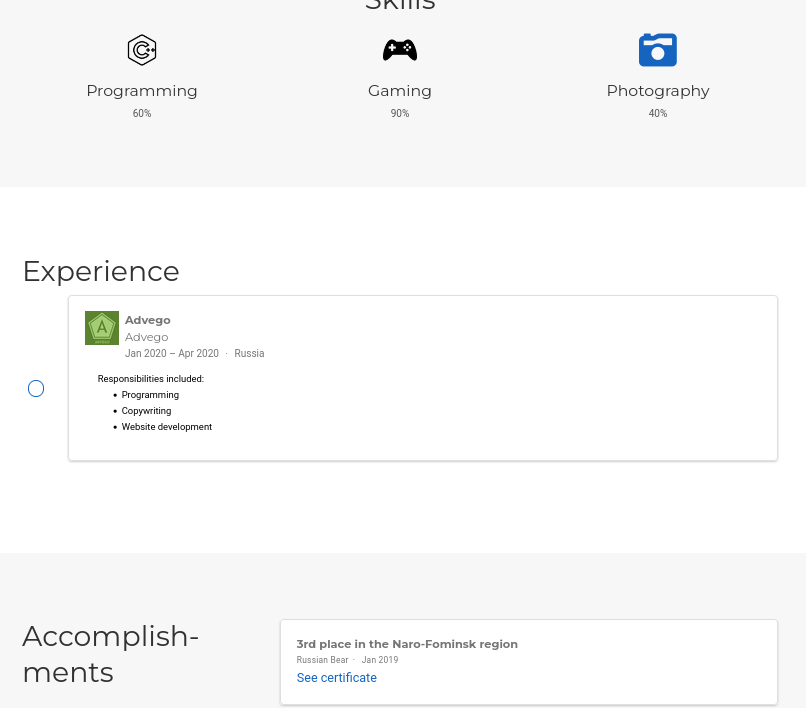 Skills
Programming
Gaming
Photography
60%
90%
40%
Experience
Advego
Advego
Jan 2020 – Apr 2020 · Russia
Responsibilities included:
• Programming
• Copywriting
• Website development
Accomplish-
ments
3rd place in the Naro-Fominsk region
Russian Bear · Jan 2019
See certificate